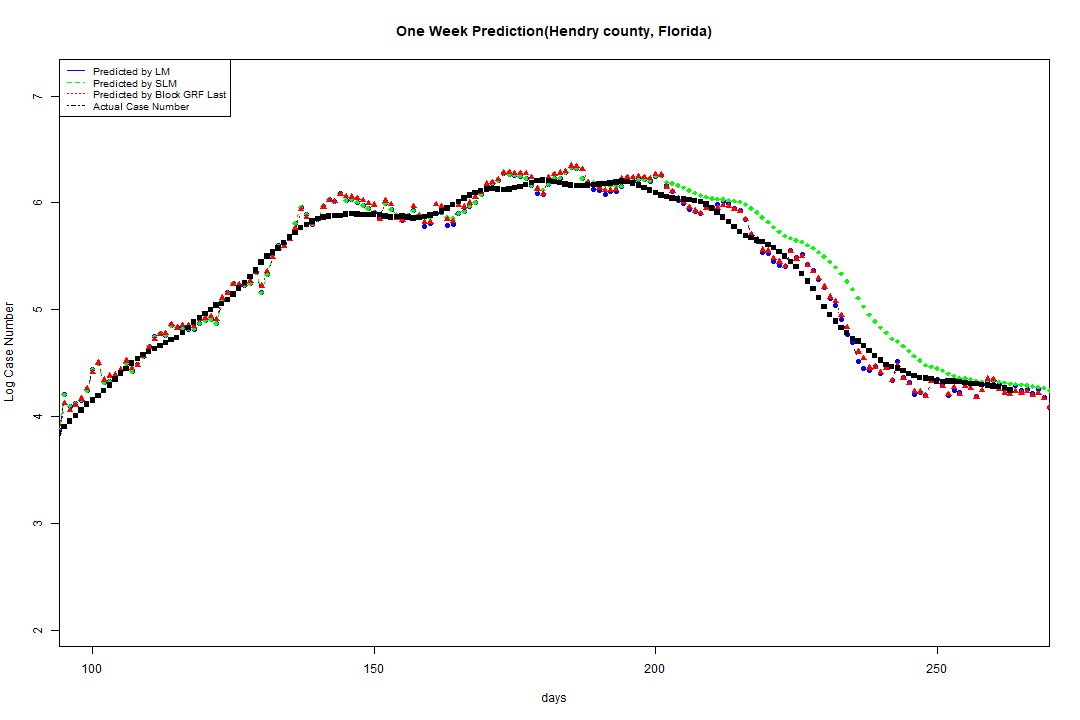 One Week Prediction(Hendry county, Florida)
Predicted by LM
Predicted by SLM
Predicted by Block GRF Last
Actual Case Number
Log Case Number
7
6
5
4
3
2
100 150 200 250
days